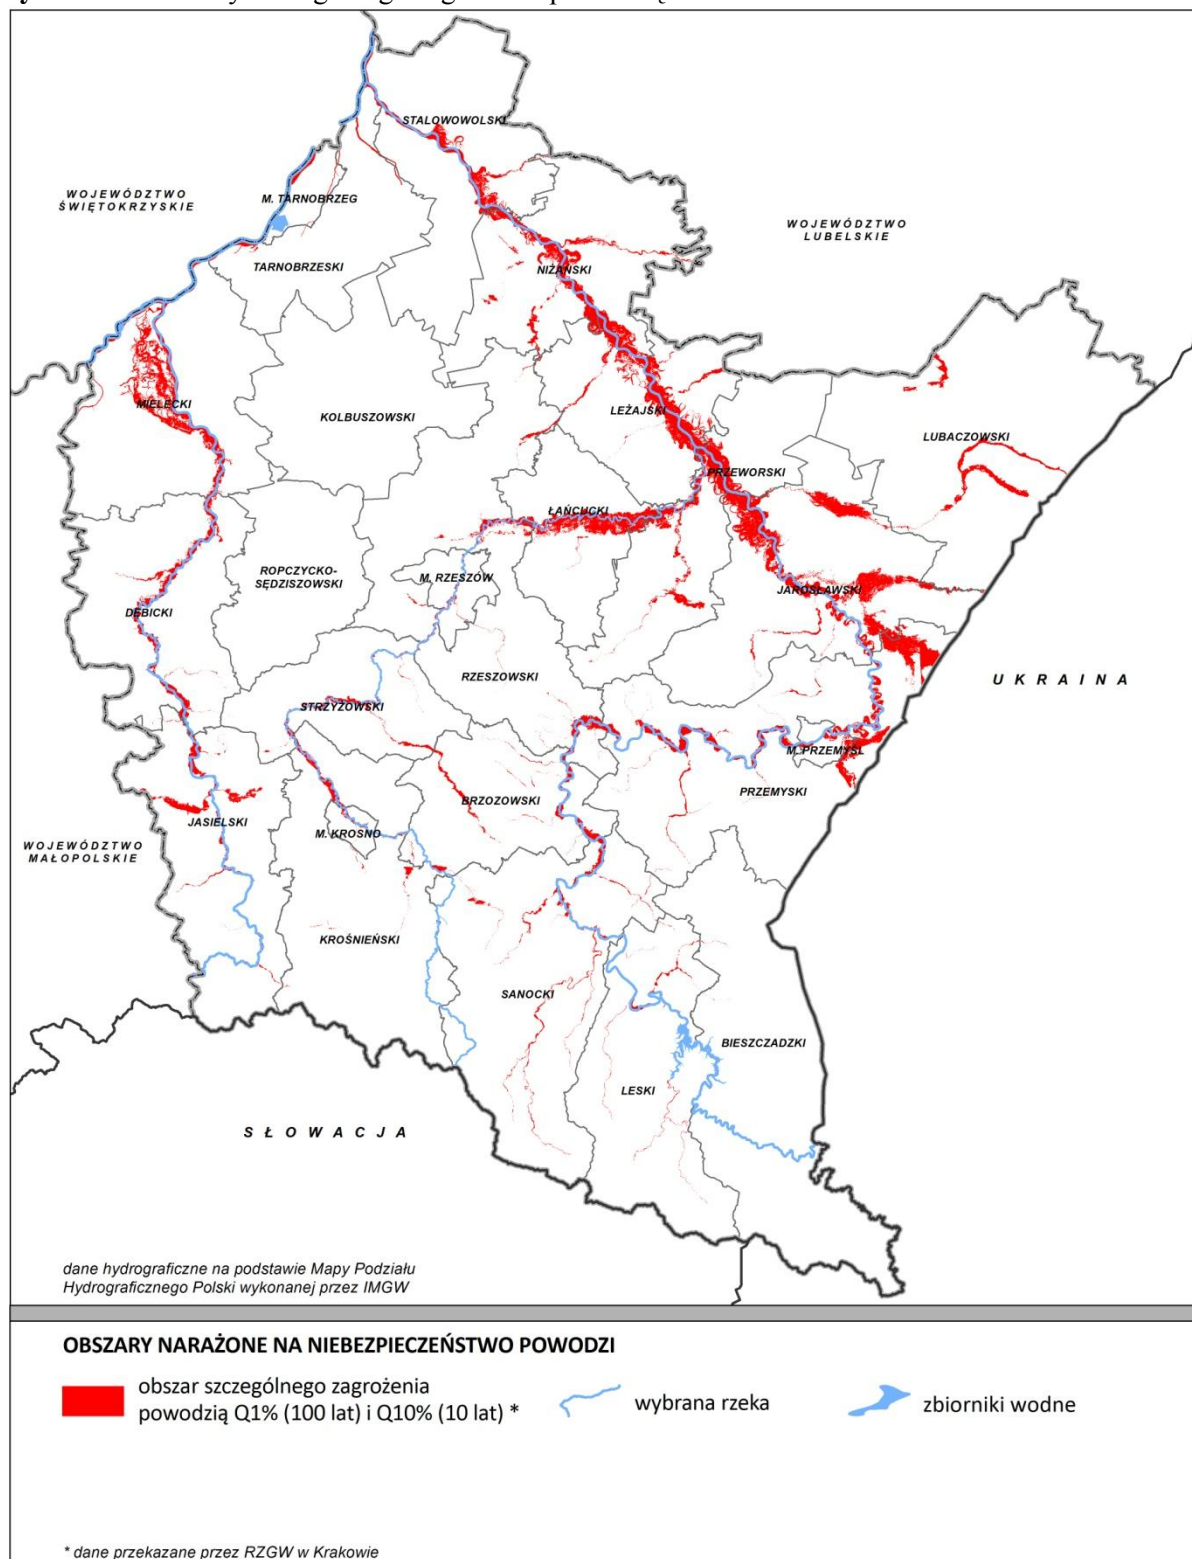 STALOWOWOLSKI
WOJEWÓDZTWO
ŚWIĘTOKRZYSKIE
M. TARNOBRZEG
WOJEWÓDZTWO
LUBELSKIE
TARNOBRZESKI
NIŻAŃSKI
MIELECKI
KOLBUSZOWSKI
LEŻAJSKI
LUBACZOWSKI
PRZEWORSKI
ŁAŃCUCKI
ROPCZYCKO-
SĘDZISZOWSKI
M. RZESZÓW
JAROSŁAWSKI
DĘBICKI
RZESZOWSKI
UKRAINA
STRZYŻOWSKI
M. PRZEMYŚL
PRZEMYSKI
BRZOZOWSKI
JASIELSKI
M. KROSNO
WOJEWÓDZTWO
MAŁOPOLSKIE
KROŚNIEŃSKI
SANOCKI
BIESZCZADZKI
LESKI
SŁOWACJA
dane hydrograficzne na podstawie Mapy Podziału
Hydrograficznego Polski wykonanej przez IMGW
OBSZARY NARAŻONE NA NIEBEZPIECZEŃSTWO POWODZI
obszar szczególnego zagrożenia
powodzią Q1% (100 lat) i Q10% (10 lat) *
wybrana rzeka
zbiorniki wodne
* dane przekazane przez RZGW w Krakowie